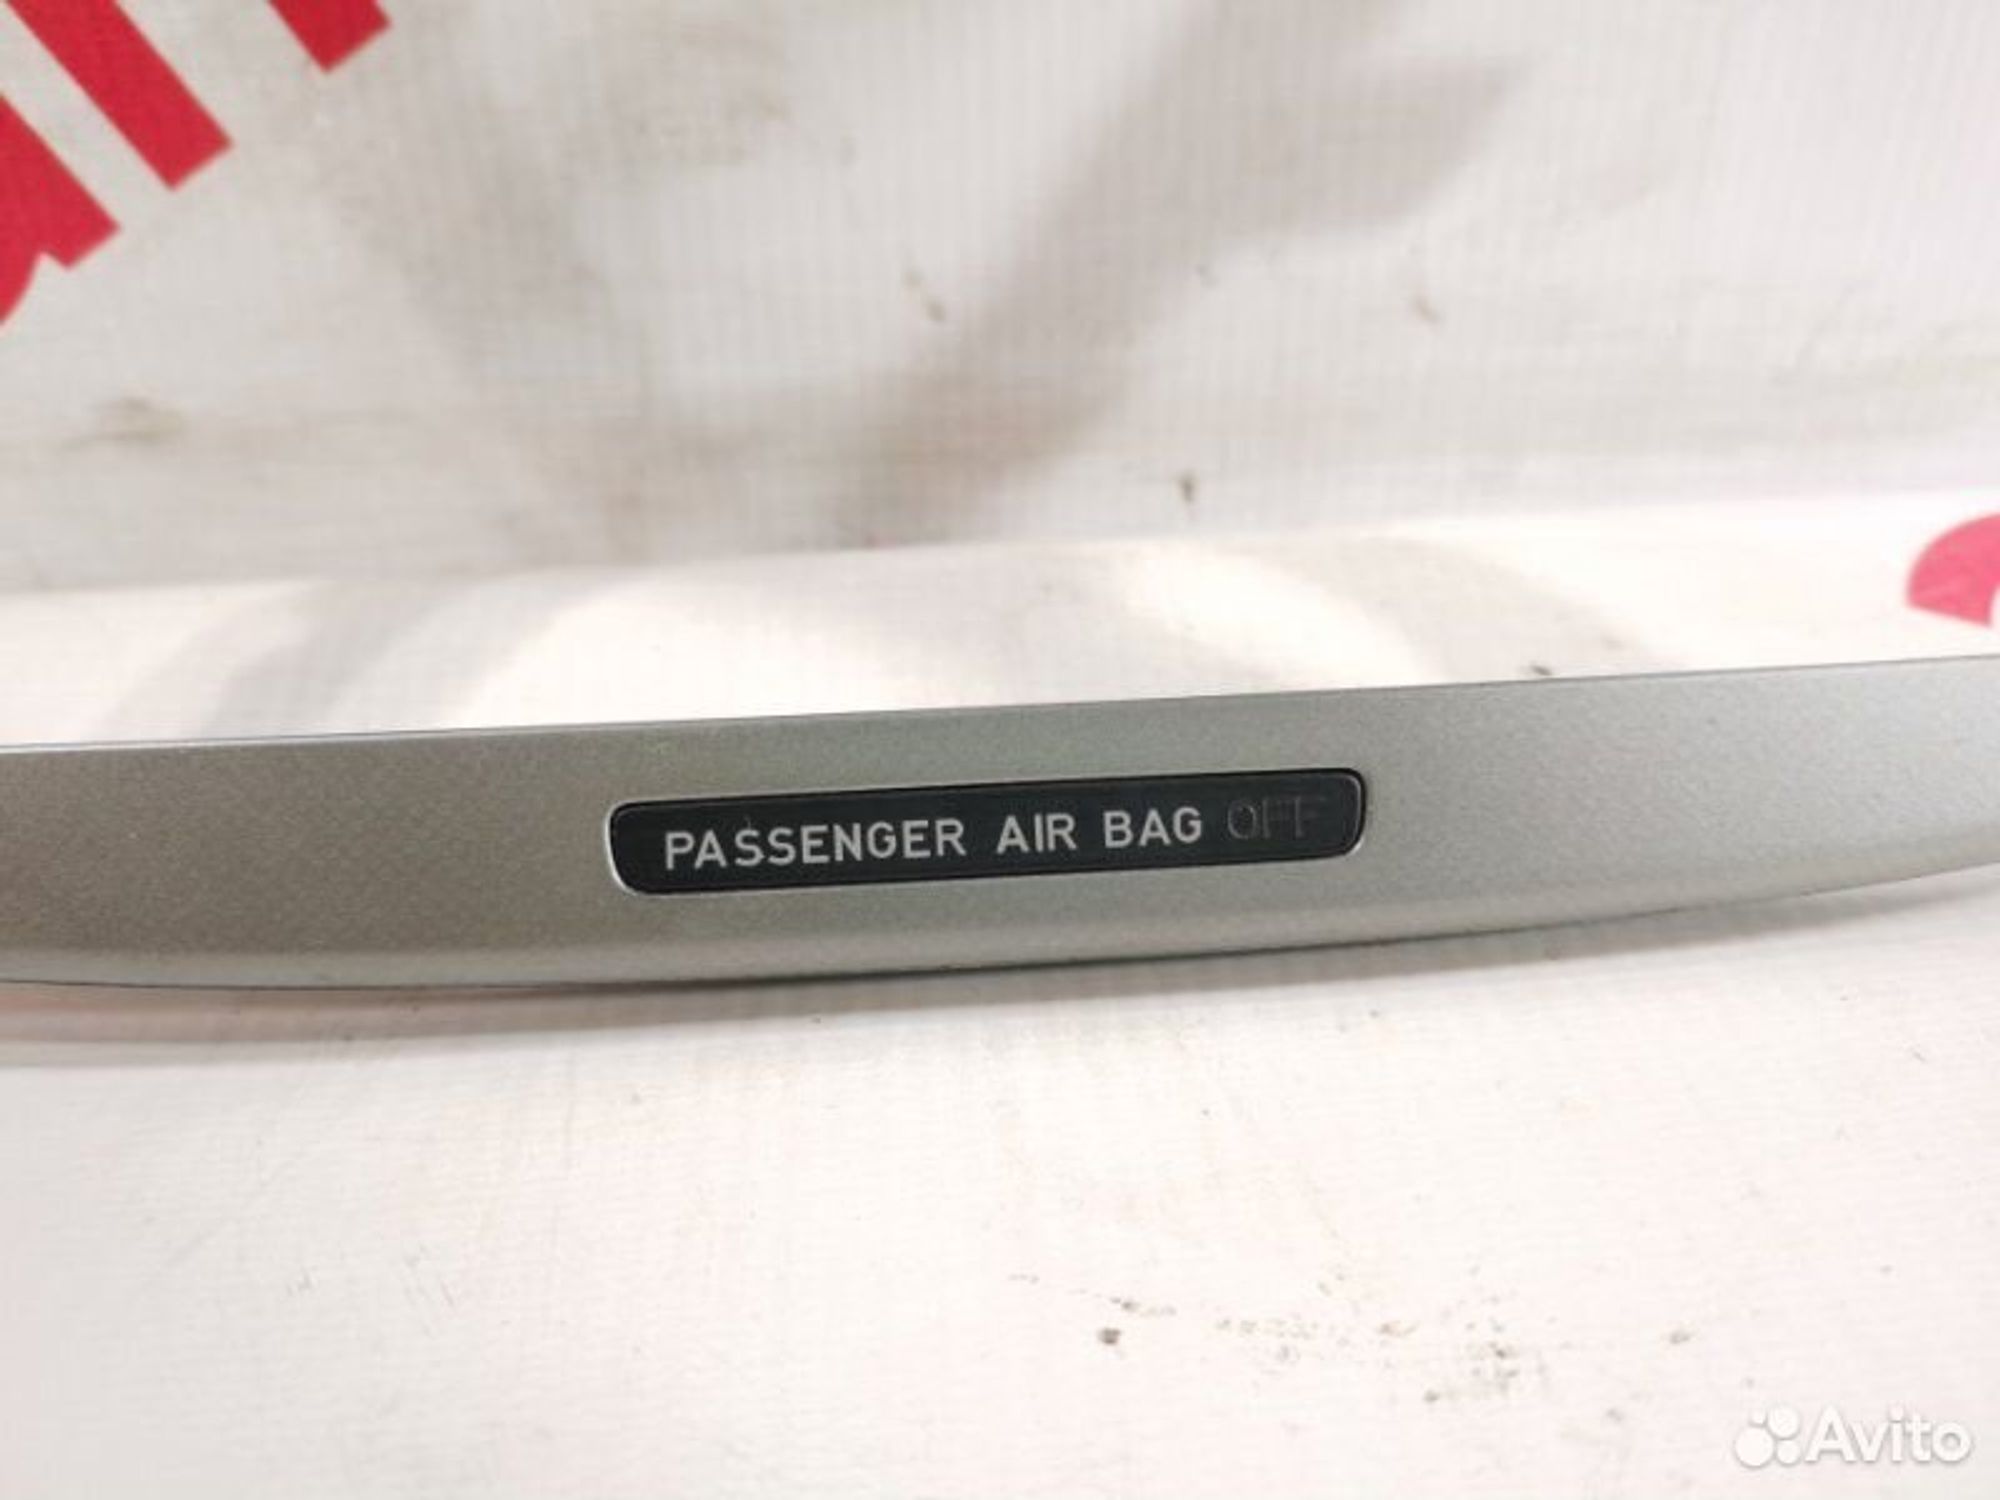 PASSENGER AIR BAG OFF
Avito